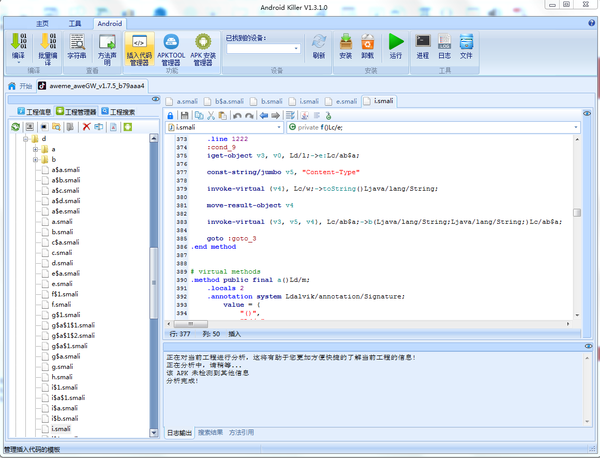 Android Killer V1.3.1.0
主页 工具 Android
编译 批量编译 字符串 方法声明 插入代码管理器 APKTOOL管理器 APK 安装管理器 已找到的设备: 刷新 安装 卸载 运行 进程 日志 文件
编译 查看 功能 设备 安装 工具
开始 aweme_aweGW_v1.7.5_b79aaa4
工程信息 工程管理器 工程搜索
d
a
b
a$a.smali
a$b.smali
a$c.smali
a$d.smali
a$e.smali
a.smali
b.smali
c$a.smali
c.smali
d.smali
e$a.smali
e.smali
f$1.smali
f.smali
g$1.smali
g$a$1$1.smali
g$a$1$2.smali
g$a$1.smali
g$a.smali
g.smali
h.smali
i$1.smali
i$a$1.smali
i$a.smali
i$b.smali
i.smali
a.smali b$a.smali b.smali i.smali e.smali i.smali
i.smali private f()Lc/e;
373 .line 1222
374 :cond_9
375 iget-object v3, v0, Ld/l;->e:Lc/ab$a;
376
377 const-string/jumbo v5, "Content-Type"
378
379 invoke-virtual {v4}, Lc/w;->toString()Ljava/lang/String;
380
381 move-result-object v4
382
383 invoke-virtual {v3, v5, v4}, Lc/ab$a;->b(Ljava/lang/String;Ljava/lang/String;)Lc/ab$a;
384
385 goto :goto_3
386 .end method
387
388
389 # virtual methods
390 .method public final a()Ld/m;
391 .locals 2
392 .annotation system Ldalvik/annotation/Signature;
393 value = {
394 "()",
行: 377 列: 50 插入
正在对当前工程进行分析，这将有助于您更加方便快捷的了解当前工程的信息!
正在分析中，请稍等...
该 APK 未检测到其他信息
分析完成!
日志输出 搜索结果 方法引用
管理插入代码的模板